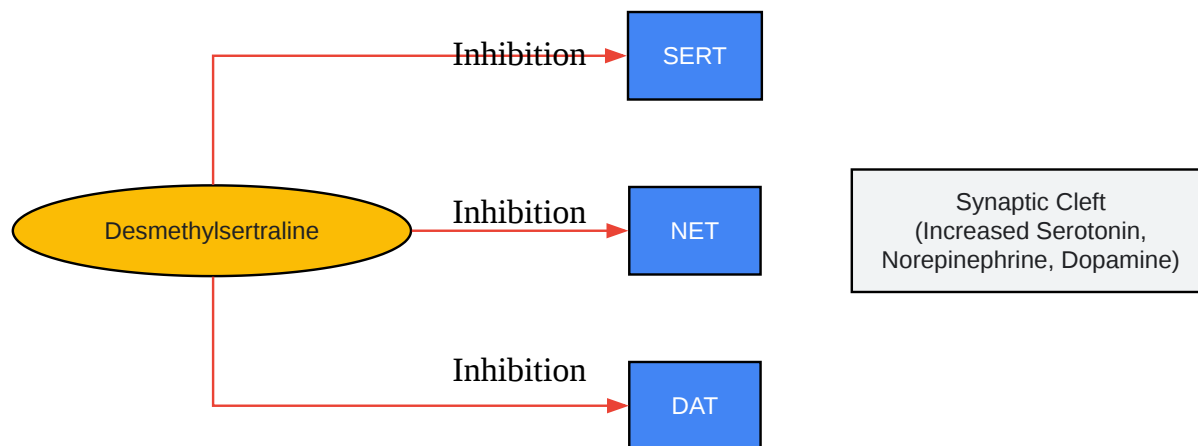 Inhibition
SERT
Desmethylsertraline
Inhibition
NET
Synaptic Cleft
(Increased Serotonin,
Norepinephrine, Dopamine)
Inhibition
DAT